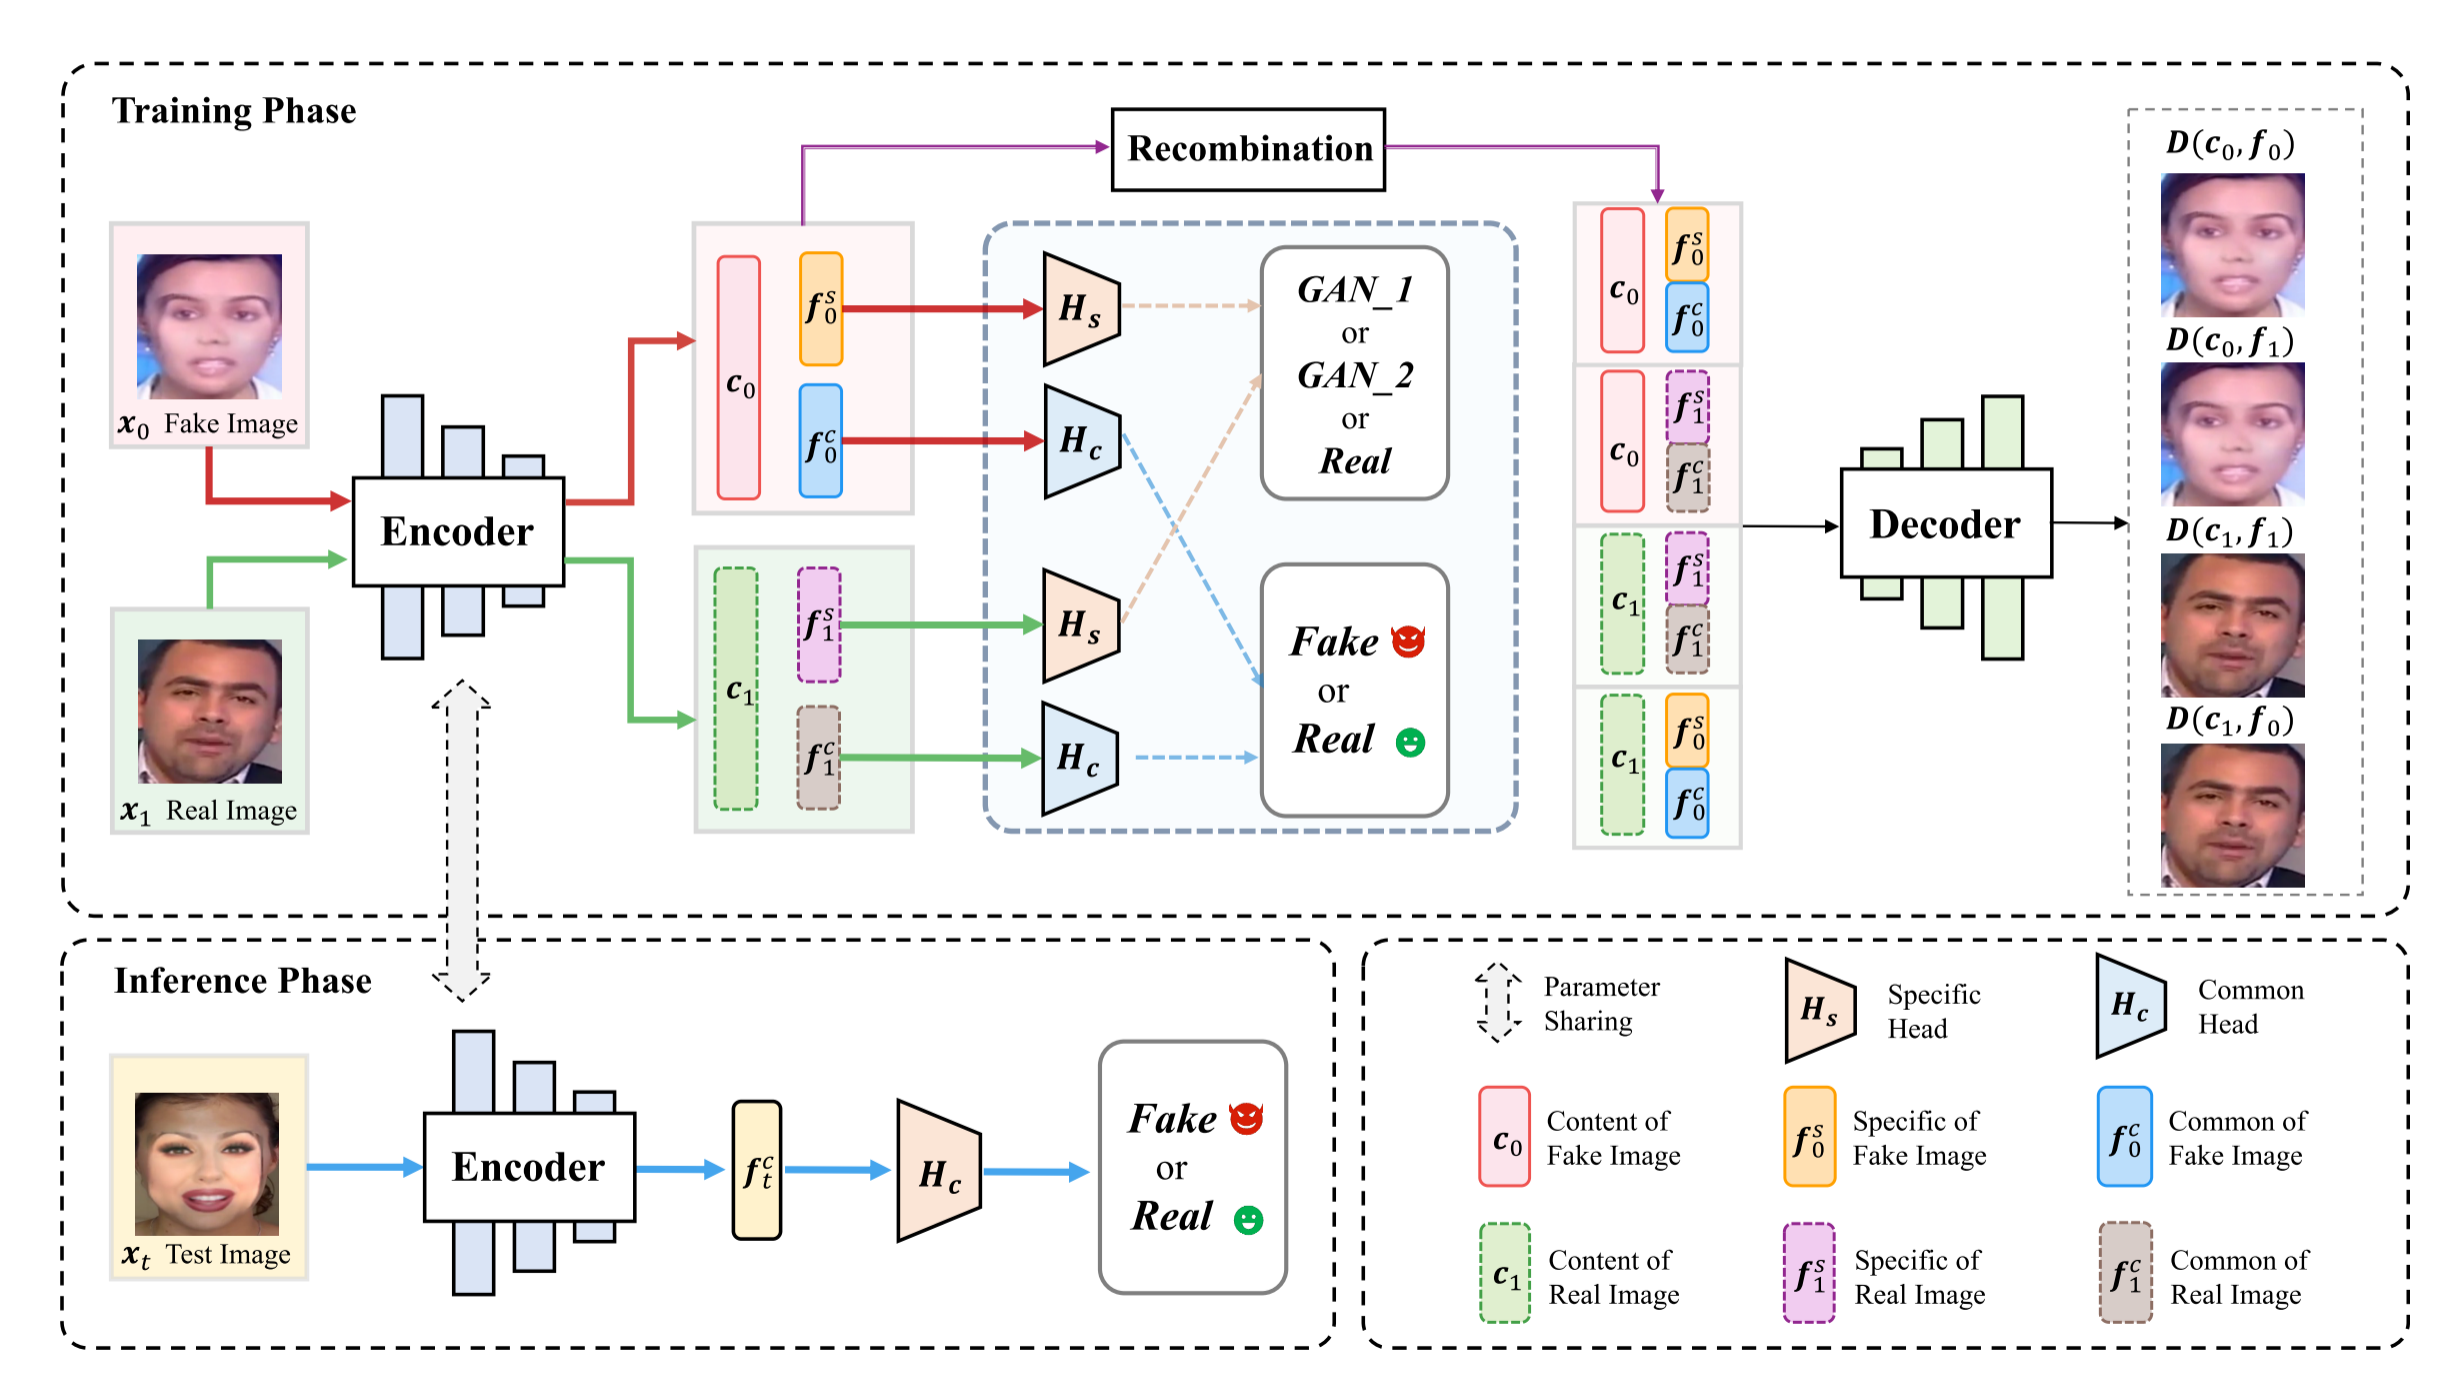 Training Phase
x_0 Fake Image
x_1 Real Image
Encoder
c_0
f_0^s
f_0^c
c_1
f_1^s
f_1^c
Recombination
H_s
H_c
H_s
H_c
GAN_1
or
GAN_2
or
Real
Fake
or
Real
c_0
f_0^s
f_0^c
c_0
f_1^s
f_1^c
c_1
f_1^s
f_1^c
c_1
f_0^s
f_0^c
Decoder
D(c_0, f_0)
D(c_0, f_1)
D(c_1, f_1)
D(c_1, f_0)
Inference Phase
x_t Test Image
Encoder
f_t^c
H_c
Fake
or
Real
Parameter
Sharing
H_s
Specific
Head
H_c
Common
Head
c_0
Content of
Fake Image
f_0^s
Specific of
Fake Image
f_0^c
Common of
Fake Image
c_1
Content of
Real Image
f_1^s
Specific of
Real Image
f_1^c
Common of
Real Image